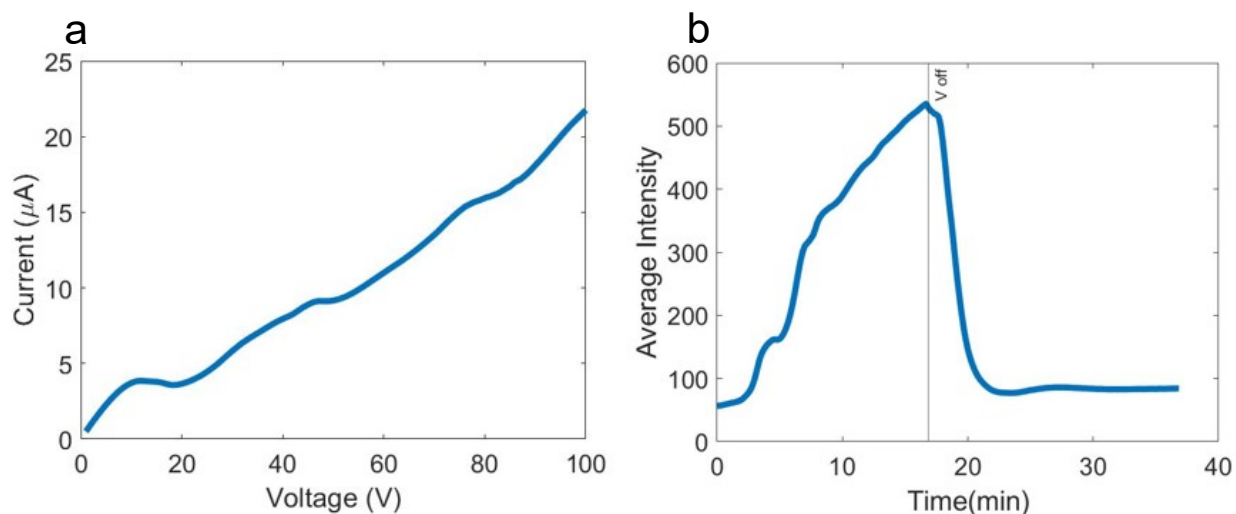 a
25
20
15
10
5
0
Current (μA)
0 20 40 60 80 100
Voltage (V)
b
600
500
400
300
200
100
0
Average Intensity
V off
0 10 20 30 40
Time(min)